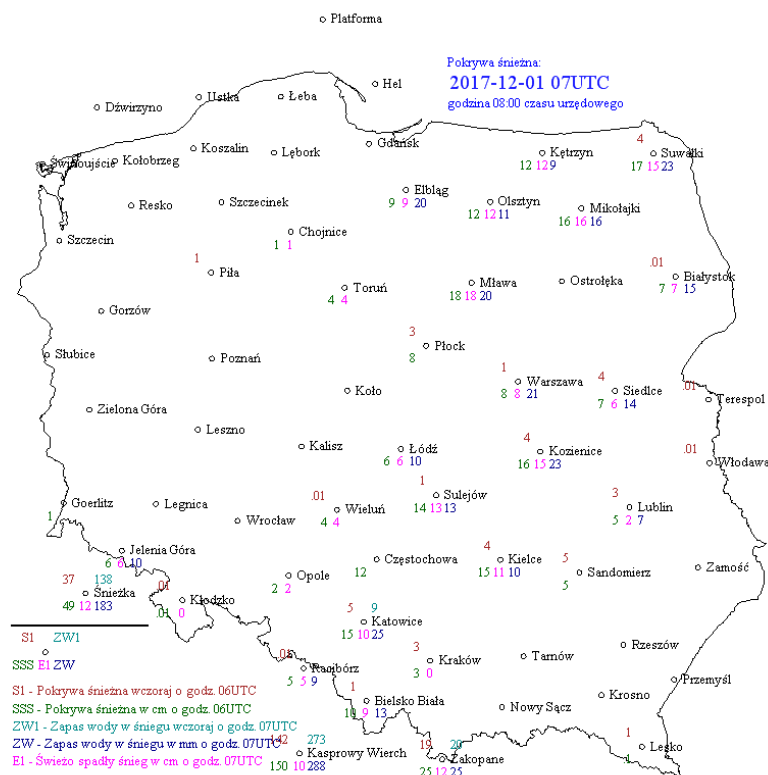 Platforma
Pokrywa śnieżna:
2017-12-01 07UTC
godzina 08:00 czasu urzędowego
Hel
Ustka
Łeba
Dźwirzyno
Gdańsk
4
Koszalin
Lębork
Kętrzyn
Suwałki
Świnoujście
Kołobrzeg
12 12 9
17 15 23
Elbląg
9 9 20
Resko
Szczecinek
Olsztyn
12 12 11
Mikołajki
16 16 16
Chojnice
1 1
Szczecin
1
Piła
.01
Białystok
7 7 15
Toruń
4 4
Mława
18 18 20
Ostrołęka
Gorzów
3
Płock
8
Słubice
Poznań
1
Warszawa
8 8 21
4
Siedlce
7 6 14
.01
Terespol
Koło
Zielona Góra
Leszno
Kalisz
Łódź
6 6 10
4
Kozienice
16 15 23
.01
Włodawa
Goerlitz
1
Legnica
.01
Wieluń
4 4
1
Sulejów
14 13 13
3
Lublin
5 2 7
Wrocław
Jelenia Góra
6 6 10
Częstochowa
12
4
Kielce
15 11 10
5
Sandomierz
5
Zamość
Opole
2 2
37 138
Śnieżka
49 12 183
.01
Kłodzko
.01 0
5 9
Katowice
15 10 25
S1 ZW1
SSS E1 ZW
.01
Racibórz
5 5 9
3
Kraków
3 0
Tarnów
Rzeszów
Przemyśl
S1 - Pokrywa śnieżna wczoraj o godz. 06UTC
SSS - Pokrywa śnieżna w cm o godz. 06UTC
ZW1 - Zapas wody w śniegu wczoraj o godz. 07UTC
ZW - Zapas wody w śniegu w mm o godz. 07UTC
E1 - Świeżo spadły śnieg w cm o godz. 07UTC
1
Bielsko Biała
9 13
Nowy Sącz
Krosno
142 273
Kasprowy Wierch
150 10 288
19
Zakopane
25 12 25
1
Lesko